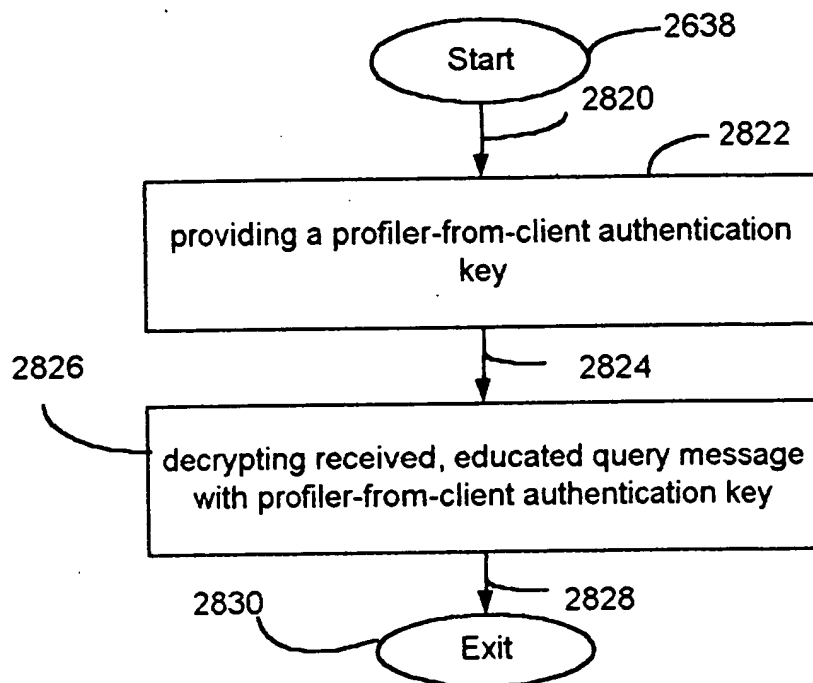 2638
Start
2820
2822
providing a profiler-from-client authentication
key
2824
2826
decrypting received, educated query message
with profiler-from-client authentication key
2828
2830
Exit